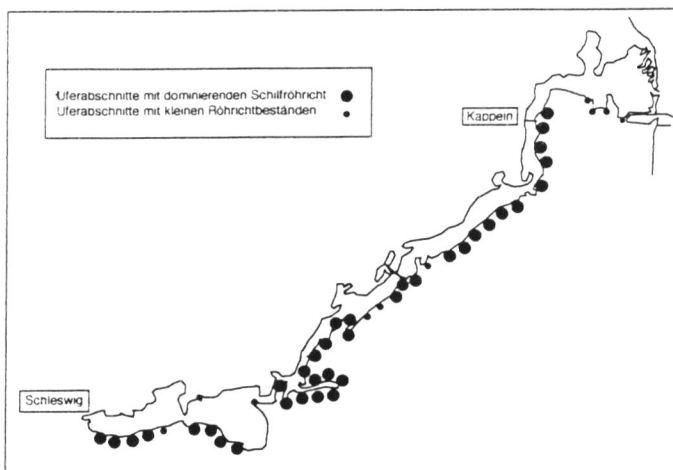 Uferabschnitte mit dominierenden Schilfröhricht
Uferabschnitte mit kleinen Röhrichtbeständen
Kappeln
Schleswig